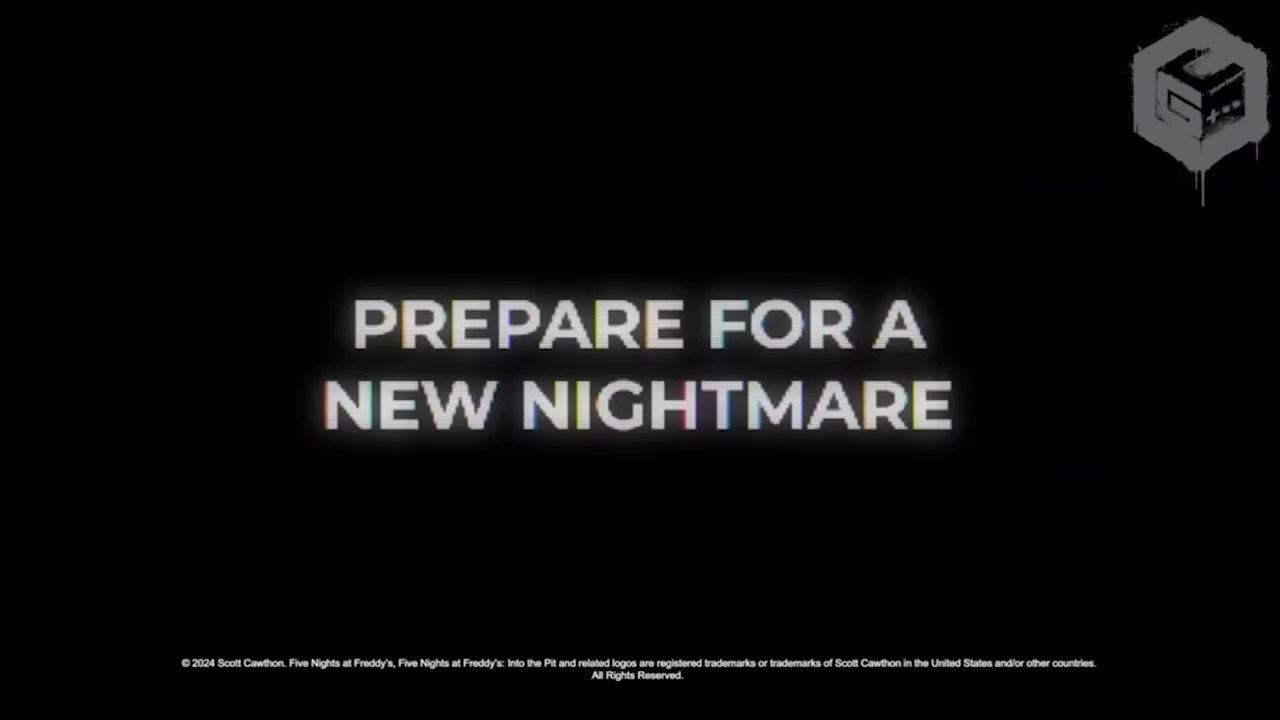 PREPARE FOR A
NEW NIGHTMARE
© 2024 Scott Cawthon. Five Nights at Freddy's, Five Nights at Freddy's: Into the Pit and related logos are registered trademarks or trademarks of Scott Cawthon in the United States and/or other countries.
All Rights Reserved.